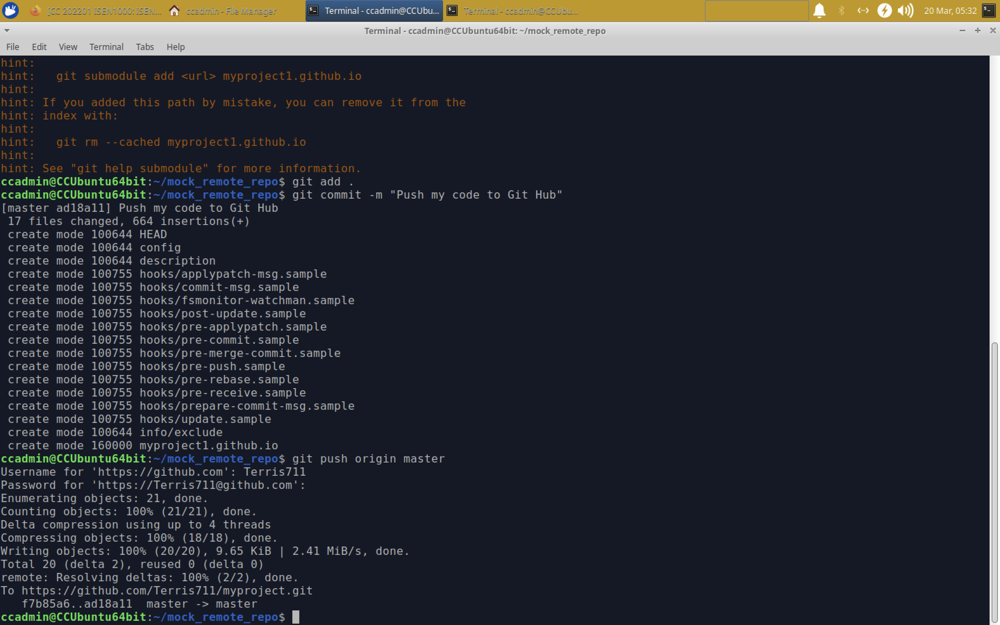 [CC 202201 ISEN1000: ISEN... ccadmin - File Manager Terminal - ccadmin@CCUbu... Terminal - ccadmin@CCUbu... 20 Mar, 05:32
Terminal - ccadmin@CCUbuntu64bit: ~/mock_remote_repo
File Edit View Terminal Tabs Help
hint:
hint:   git submodule add <url> myproject1.github.io
hint:
hint: If you added this path by mistake, you can remove it from the
hint: index with:
hint:
hint:   git rm --cached myproject1.github.io
hint:
hint: See "git help submodule" for more information.
ccadmin@CCUbuntu64bit:~/mock_remote_repo$ git add .
ccadmin@CCUbuntu64bit:~/mock_remote_repo$ git commit -m "Push my code to Git Hub"
[master ad18a11] Push my code to Git Hub
 17 files changed, 664 insertions(+)
 create mode 100644 HEAD
 create mode 100644 config
 create mode 100644 description
 create mode 100755 hooks/applypatch-msg.sample
 create mode 100755 hooks/commit-msg.sample
 create mode 100755 hooks/fsmonitor-watchman.sample
 create mode 100755 hooks/post-update.sample
 create mode 100755 hooks/pre-applypatch.sample
 create mode 100755 hooks/pre-commit.sample
 create mode 100755 hooks/pre-merge-commit.sample
 create mode 100755 hooks/pre-push.sample
 create mode 100755 hooks/pre-rebase.sample
 create mode 100755 hooks/pre-receive.sample
 create mode 100755 hooks/prepare-commit-msg.sample
 create mode 100755 hooks/update.sample
 create mode 100644 info/exclude
 create mode 160000 myproject1.github.io
ccadmin@CCUbuntu64bit:~/mock_remote_repo$ git push origin master
Username for 'https://github.com': Terris711
Password for 'https://Terris711@github.com':
Enumerating objects: 21, done.
Counting objects: 100% (21/21), done.
Delta compression using up to 4 threads
Compressing objects: 100% (18/18), done.
Writing objects: 100% (20/20), 9.65 KiB | 2.41 MiB/s, done.
Total 20 (delta 2), reused 0 (delta 0)
remote: Resolving deltas: 100% (2/2), done.
To https://github.com/Terris711/myproject.git
   f7b85a6..ad18a11  master -> master
ccadmin@CCUbuntu64bit:~/mock_remote_repo$